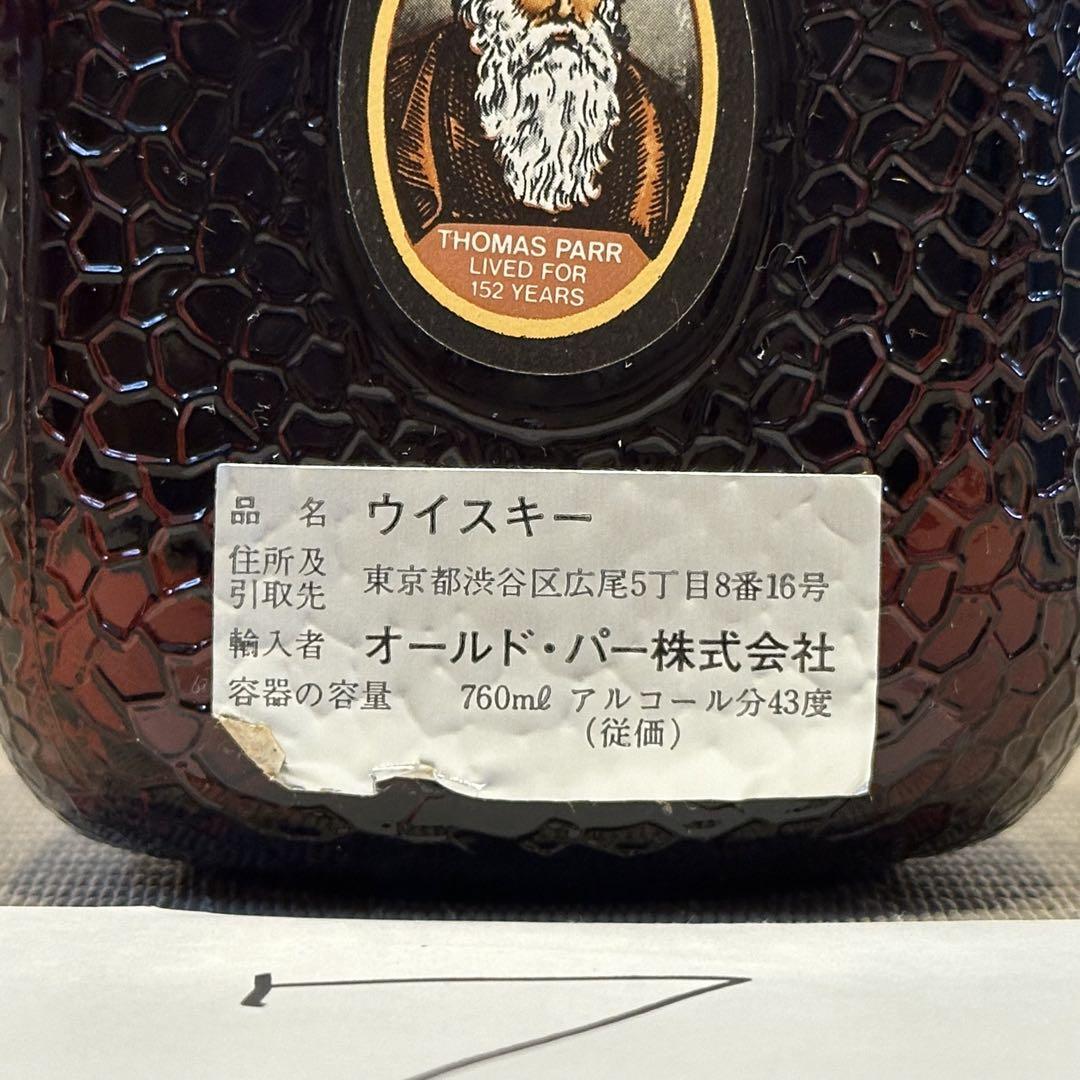 THOMAS PARR
LIVED FOR
152 YEARS
品 名 ウイスキー
住所及
引取先 東京都渋谷区広尾5丁目8番16号
輸入者 オールド・パー株式会社
容器の容量 760mℓ アルコール分43度
(従価)